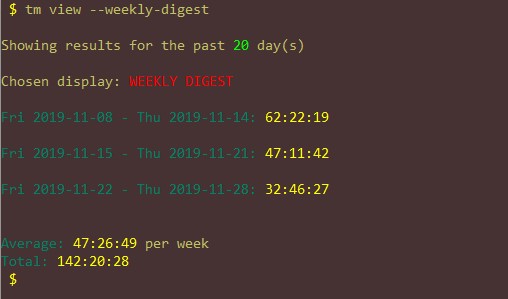 $ tm view --weekly-digest
Showing results for the past 20 day(s)
Chosen display: WEEKLY DIGEST
Fri 2019-11-08 - Thu 2019-11-14: 62:22:19
Fri 2019-11-15 - Thu 2019-11-21: 47:11:42
Fri 2019-11-22 - Thu 2019-11-28: 32:46:27
Average: 47:26:49 per week
Total: 142:20:28
$